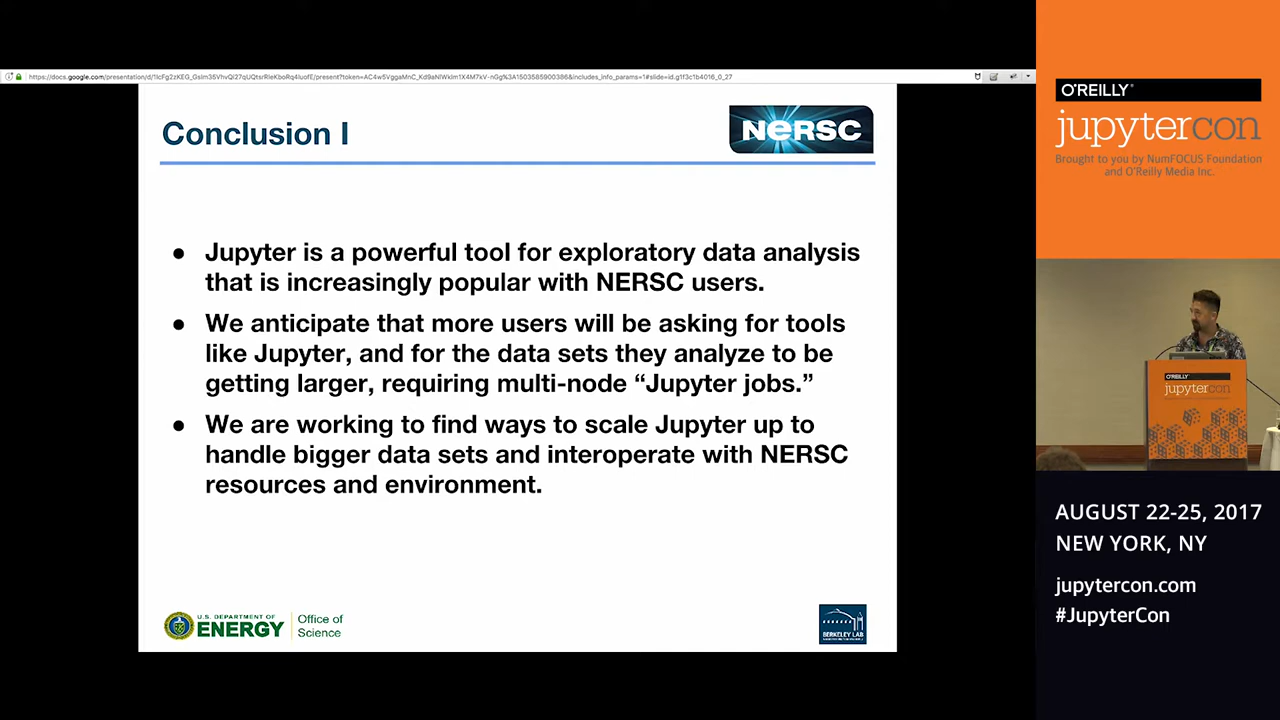 Conclusion I
NERSC
● Jupyter is a powerful tool for exploratory data analysis
that is increasingly popular with NERSC users.
● We anticipate that more users will be asking for tools
like Jupyter, and for the data sets they analyze to be
getting larger, requiring multi-node “Jupyter jobs.”
● We are working to find ways to scale Jupyter up to
handle bigger data sets and interoperate with NERSC
resources and environment.
U.S. DEPARTMENT OF
ENERGY
Office of
Science
BERKELEY LAB
O'REILLY®
jupytercon
Brought to you by NumFOCUS Foundation
and O'Reilly Media Inc.
O'REILLY
jupytercon
AUGUST 22-25, 2017
NEW YORK, NY
jupytercon.com
#JupyterCon